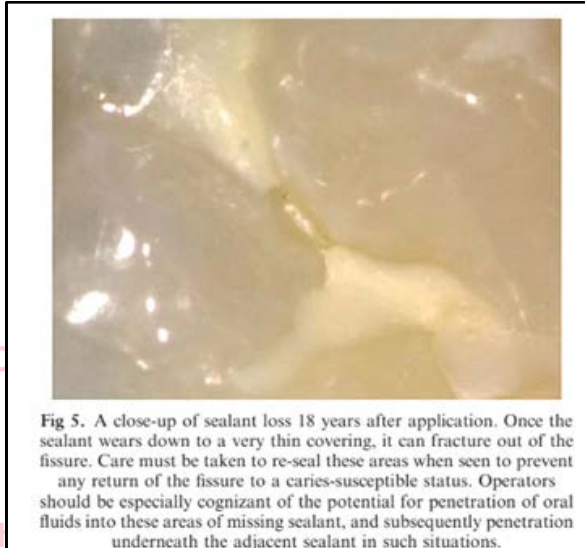 Fig 5. A close-up of sealant loss 18 years after application. Once the
sealant wears down to a very thin covering, it can fracture out of the
fissure. Care must be taken to re-seal these areas when seen to prevent
any return of the fissure to a caries-susceptible status. Operators
should be especially cognizant of the potential for penetration of oral
fluids into these areas of missing sealant, and subsequently penetration
underneath the adjacent sealant in such situations.